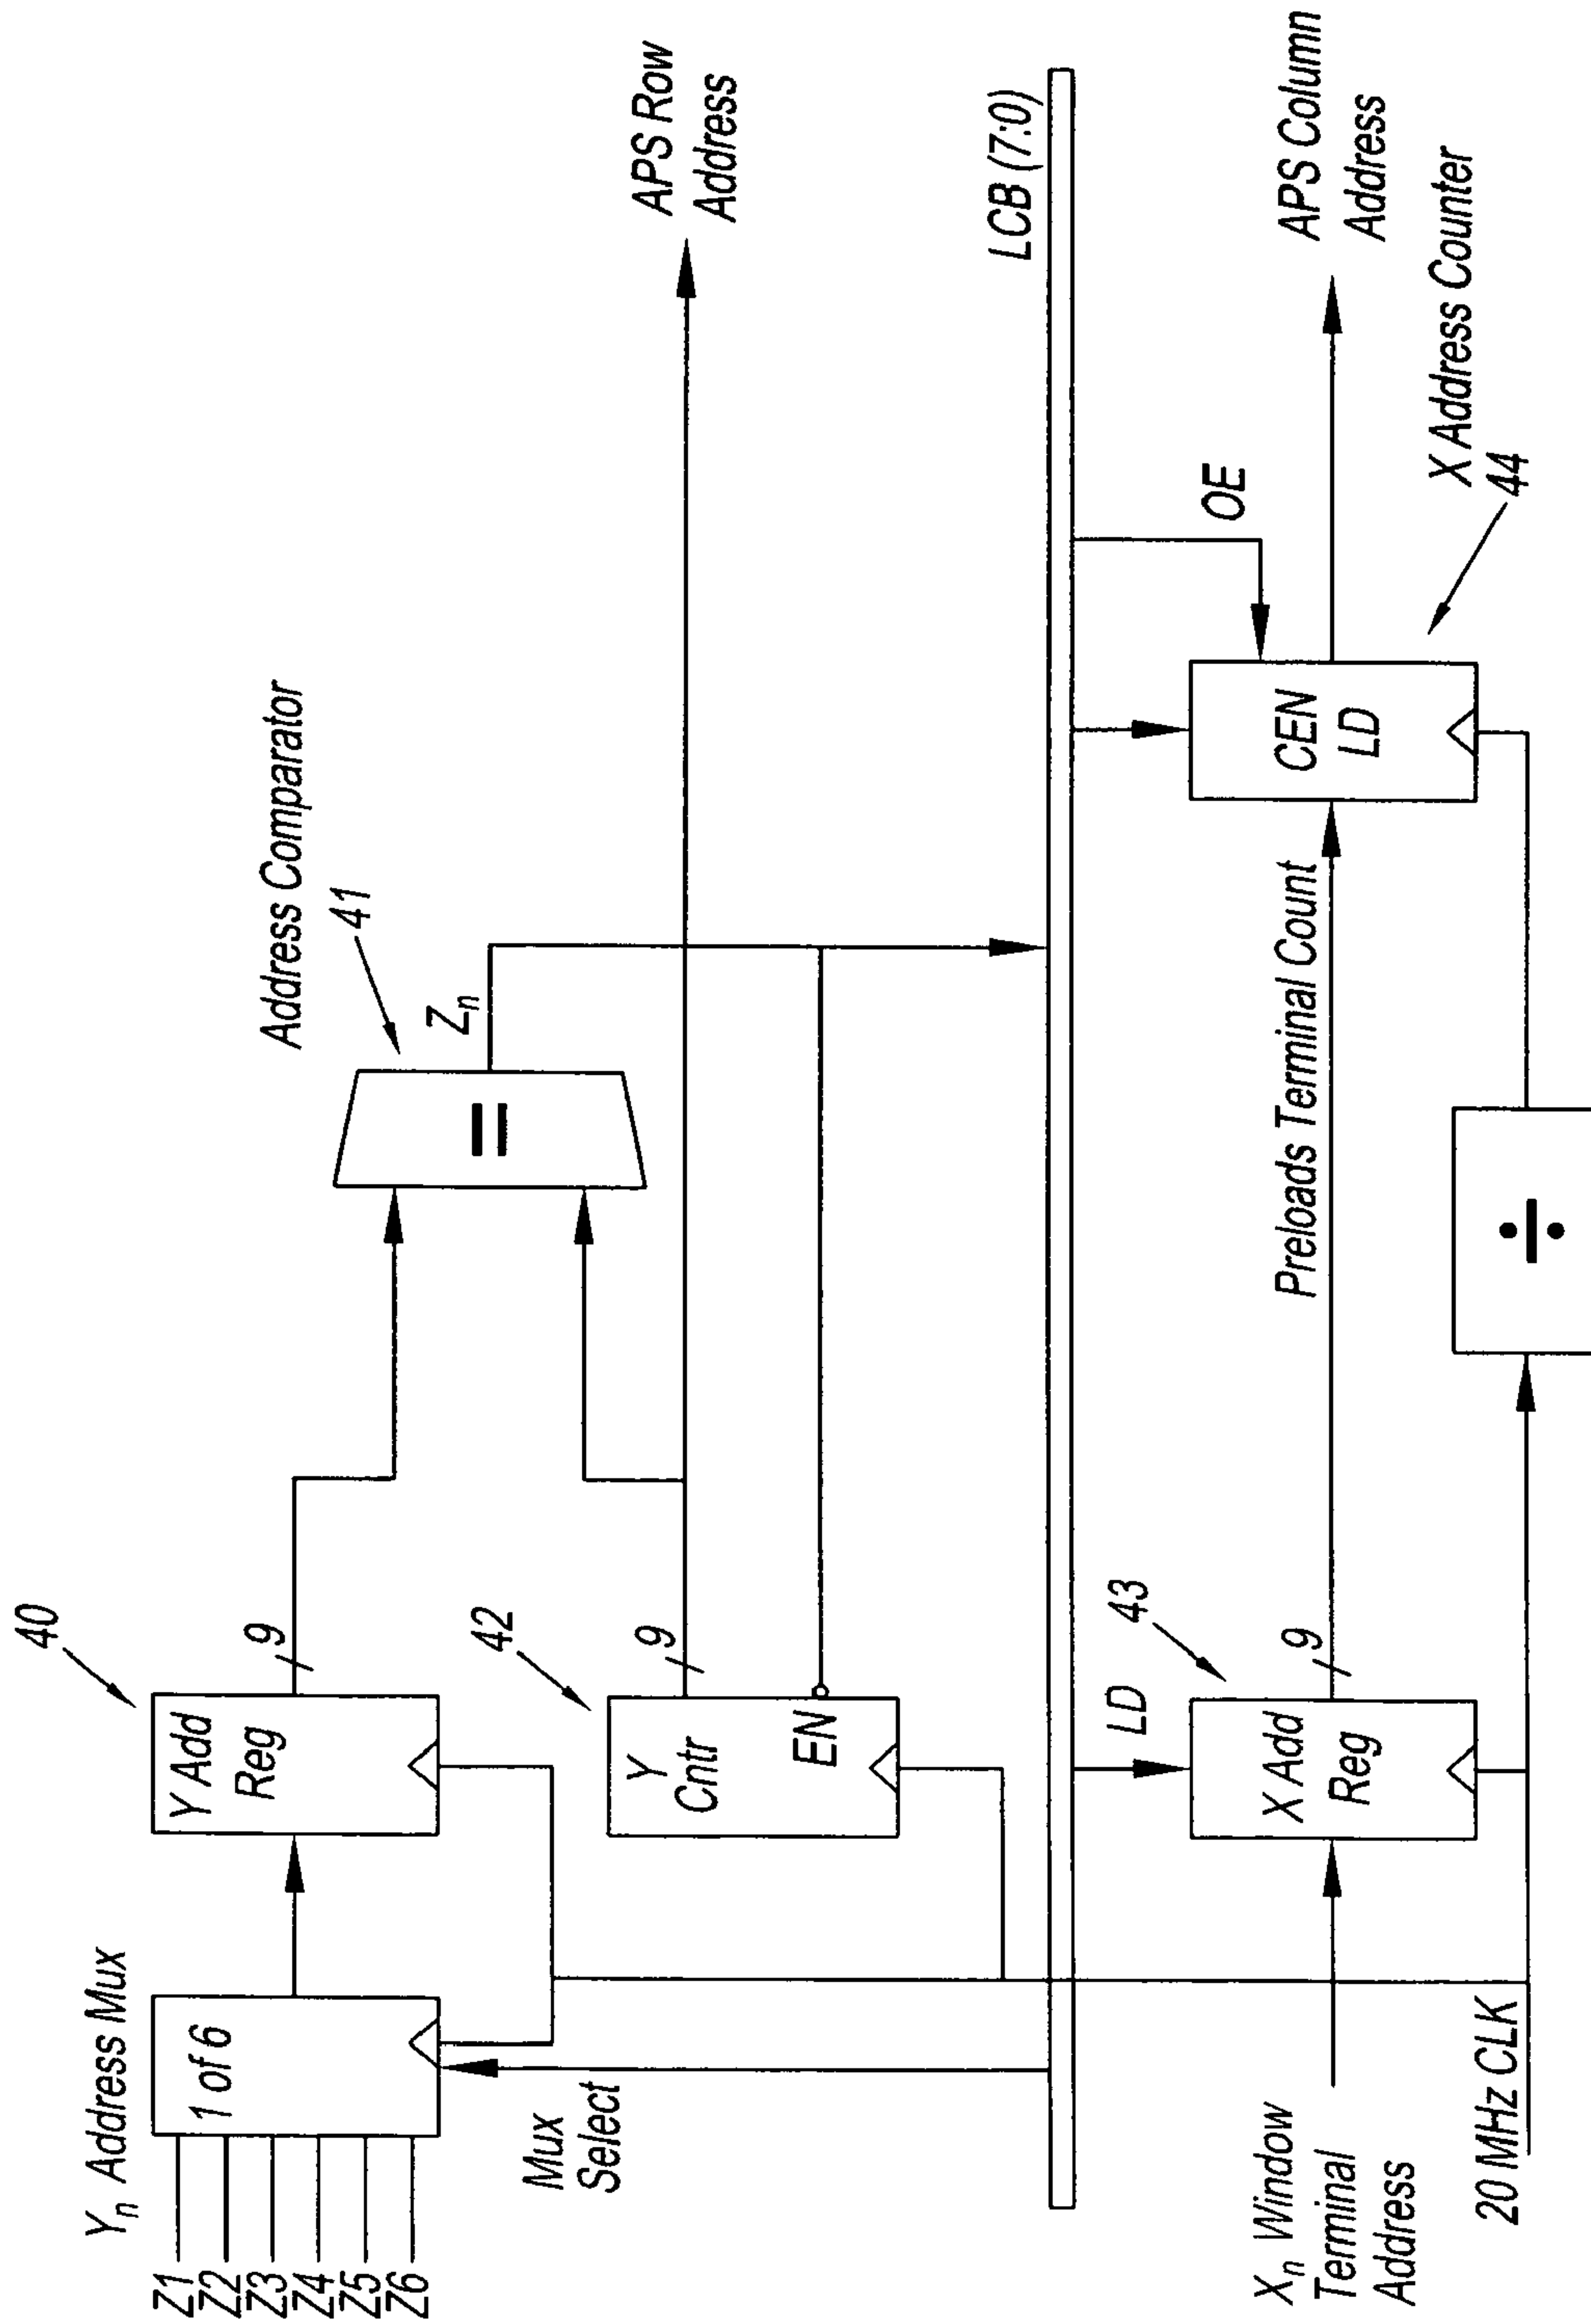 Yn Address Mux
Z1
Z2
Z3
Z4
Z5
Z6
1 of 6
Mux
Select
40
Y Add
Reg
9
42
Y
Cntr
EN
9
Address Comparator
41
=
Zn
APS Row
Address
LCB (7:0)
Xn Window
Terminal
Address
20 MHz CLK
LD
43
X Add
Reg
9
Preloads Terminal Count
÷
OE
CEN
LD
APS Column
Address
X Address Counter
44